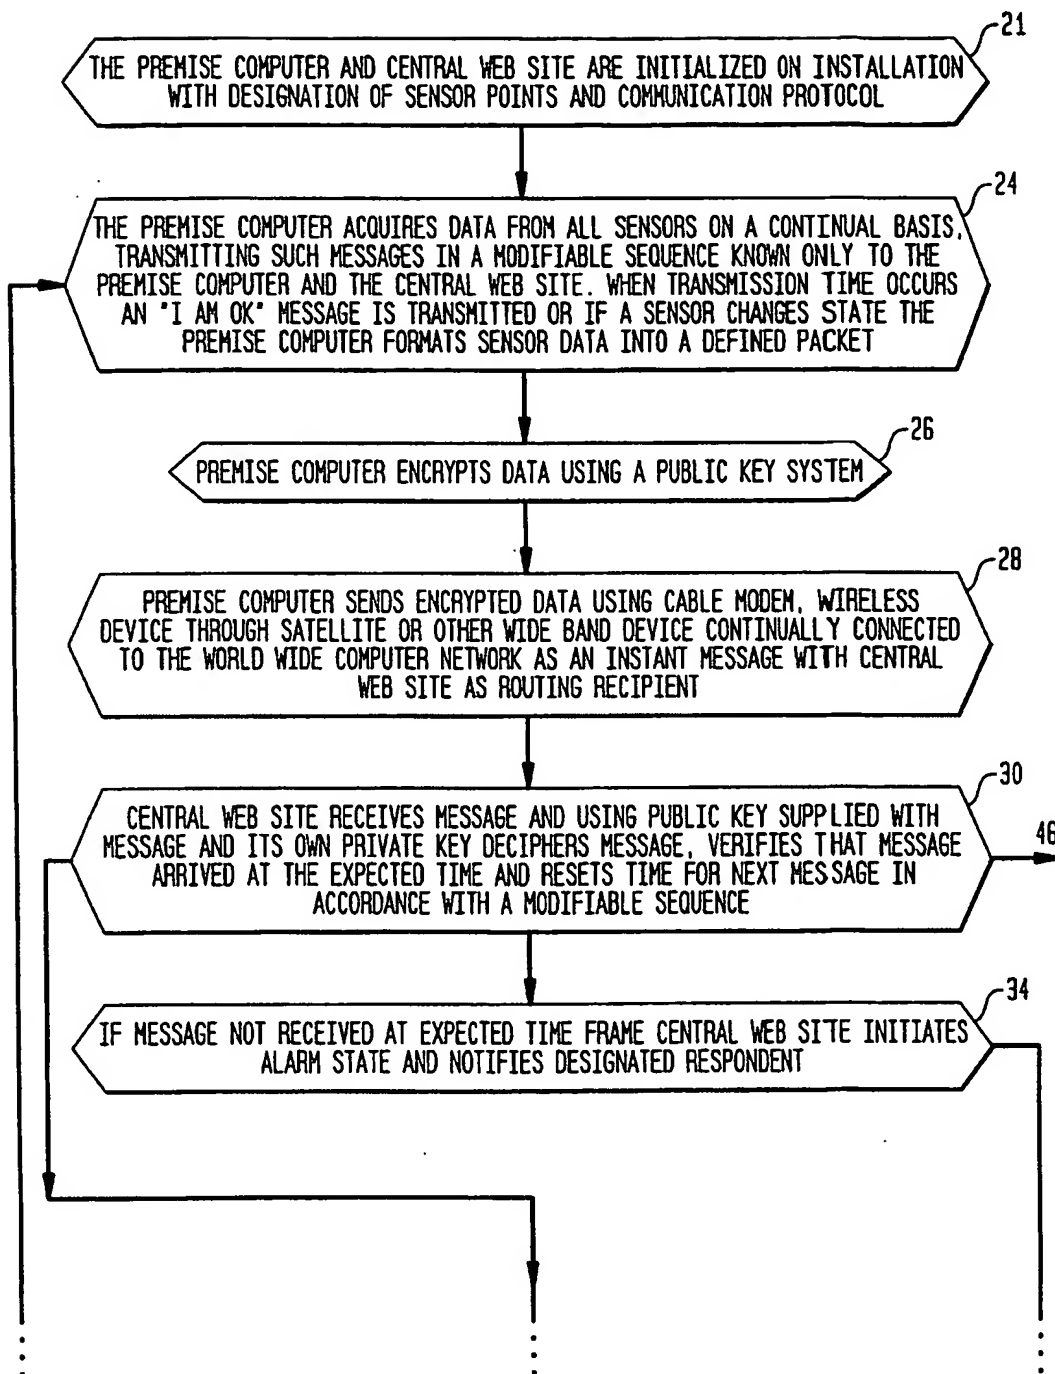 21
THE PREMISE COMPUTER AND CENTRAL WEB SITE ARE INITIALIZED ON INSTALLATION
WITH DESIGNATION OF SENSOR POINTS AND COMMUNICATION PROTOCOL
24
THE PREMISE COMPUTER ACQUIRES DATA FROM ALL SENSORS ON A CONTINUAL BASIS,
TRANSMITTING SUCH MESSAGES IN A MODIFIABLE SEQUENCE KNOWN ONLY TO THE
PREMISE COMPUTER AND THE CENTRAL WEB SITE. WHEN TRANSMISSION TIME OCCURS
AN "I AM OK" MESSAGE IS TRANSMITTED OR IF A SENSOR CHANGES STATE THE
PREMISE COMPUTER FORMATS SENSOR DATA INTO A DEFINED PACKET
26
PREMISE COMPUTER ENCRYPTS DATA USING A PUBLIC KEY SYSTEM
28
PREMISE COMPUTER SENDS ENCRYPTED DATA USING CABLE MODEM, WIRELESS
DEVICE THROUGH SATELLITE OR OTHER WIDE BAND DEVICE CONTINUALLY CONNECTED
TO THE WORLD WIDE COMPUTER NETWORK AS AN INSTANT MESSAGE WITH CENTRAL
WEB SITE AS ROUTING RECIPIENT
30
CENTRAL WEB SITE RECEIVES MESSAGE AND USING PUBLIC KEY SUPPLIED WITH
MESSAGE AND ITS OWN PRIVATE KEY DECIPHERS MESSAGE, VERIFIES THAT MESSAGE
ARRIVED AT THE EXPECTED TIME AND RESETS TIME FOR NEXT MESSAGE IN
ACCORDANCE WITH A MODIFIABLE SEQUENCE
46
34
IF MESSAGE NOT RECEIVED AT EXPECTED TIME FRAME CENTRAL WEB SITE INITIATES
ALARM STATE AND NOTIFIES DESIGNATED RESPONDENT